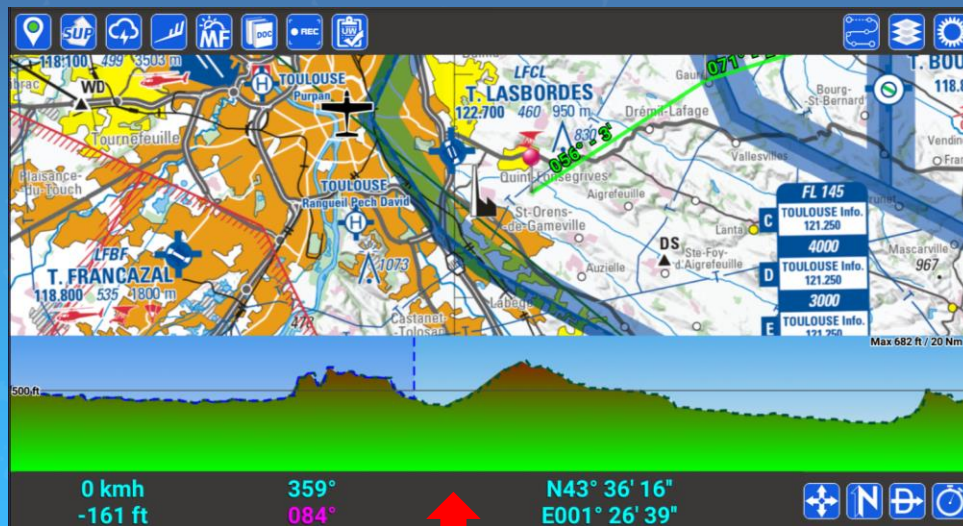 SUP
MF
DOC
REC
UW
118.100 499 3503 m
WD
TOULOUSE
Purpan
H
Tournefeuille
Plaisance-
du-Touch
LFCL
T. LASBORDES
122.700 460 950 m
830
Drémil-Lafage
071°
056° - 3'
Quint-Fonsegrives
Bourg-
St-Bernard
T. BOU
118.8
Vallesvilles
Aigrefeuille
TOULOUSE
Rangueil Pech David
H
St-Orens-
de-Gameville
Lanta
DS
Ste-Foy-
d'Aigrefeuille
Auzielle
LFBF
T. FRANCAZAL
118.800 535 1800 m
1073
478
Castanet
-Tolosan
Labège
FL 145
C TOULOUSE Info.
121.250
4000
D TOULOUSE Info.
121.250
3000
E TOULOUSE Info.
121.250
Mascarville
967
Max 682 ft / 20 Nm
500 ft
0 kmh 359° N43° 36' 16"
-161 ft 084° E001° 26' 39"
N
D